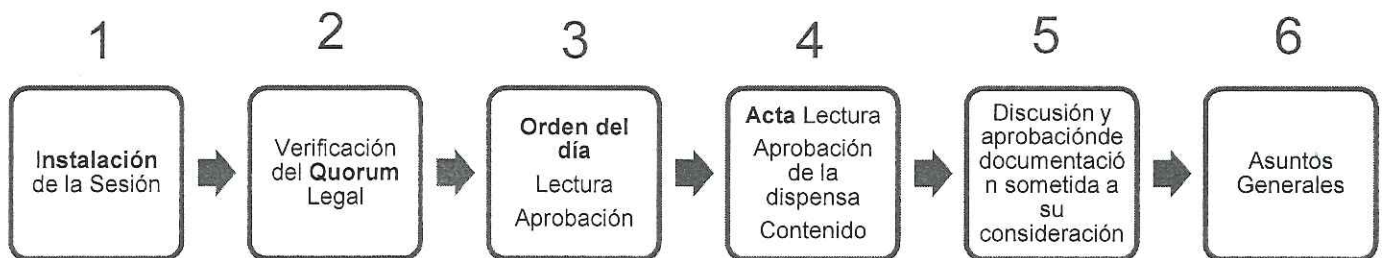 1
2
3
4
5
6
Instalación
de la Sesión
Verificación
del Quorum
Legal
Orden del
día
Lectura
Aprobación
Acta Lectura
Aprobación
de la
dispensa
Contenido
Discusión y
aprobaciónde
documentació
n sometida a
su
consideración
Asuntos
Generales